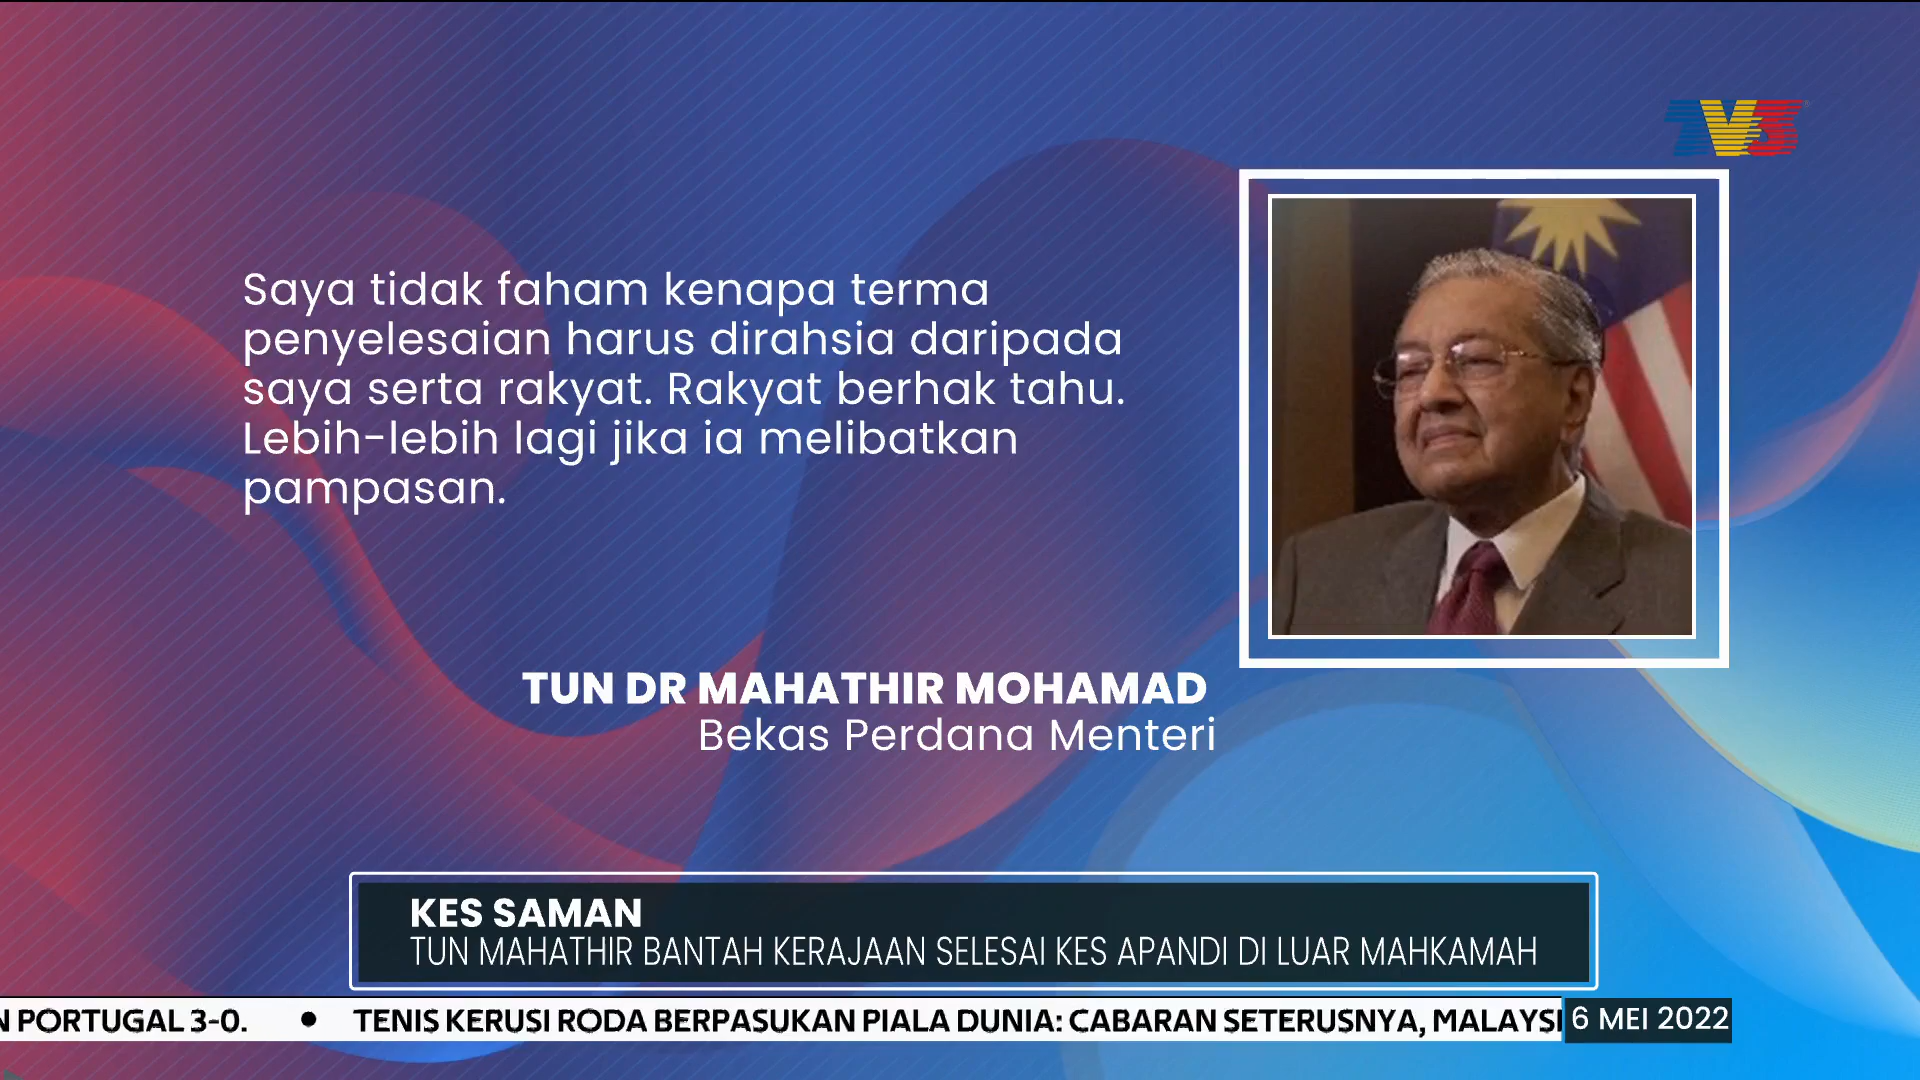 TV3
Saya tidak faham kenapa terma
penyelesaian harus dirahsia daripada
saya serta rakyat. Rakyat berhak tahu.
Lebih-lebih lagi jika ia melibatkan
pampasan.
TUN DR MAHATHIR MOHAMAD
Bekas Perdana Menteri
KES SAMAN
TUN MAHATHIR BANTAH KERAJAAN SELESAI KES APANDI DI LUAR MAHKAMAH
N PORTUGAL 3-0. • TENIS KERUSI RODA BERPASUKAN PIALA DUNIA: CABARAN SETERUSNYA, MALAYSI
6 MEI 2022